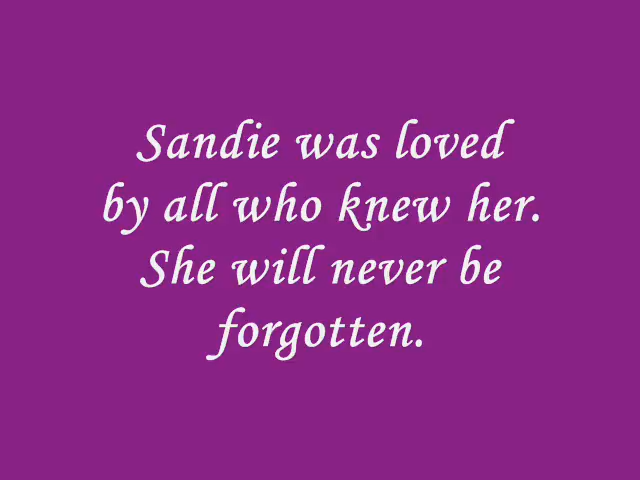 Sandie was loved
by all who knew her.
She will never be
forgotten.